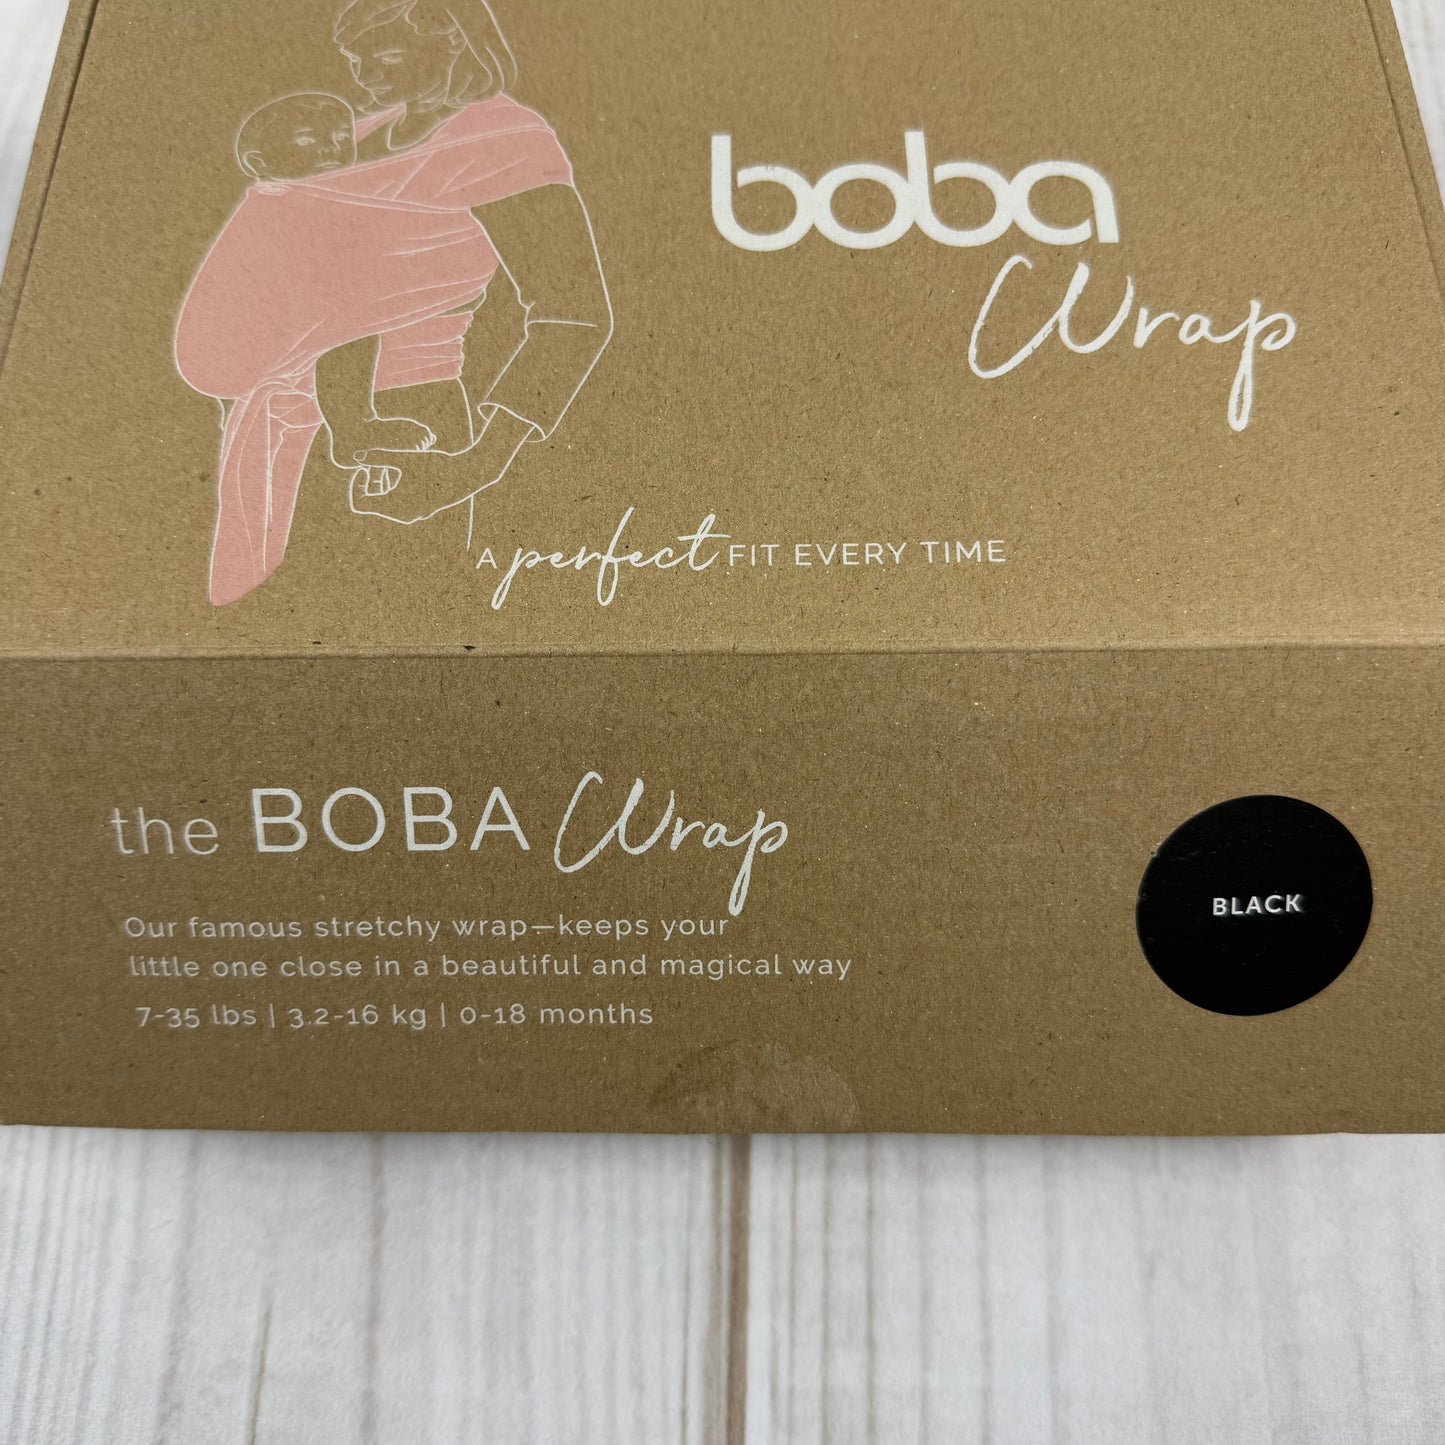 boba
Wrap
A perfect FIT EVERY TIME
the BOBA Wrap
Our famous stretchy wrap—keeps your
little one close in a beautiful and magical way
7-35 lbs | 3.2-16 kg | 0-18 months
BLACK